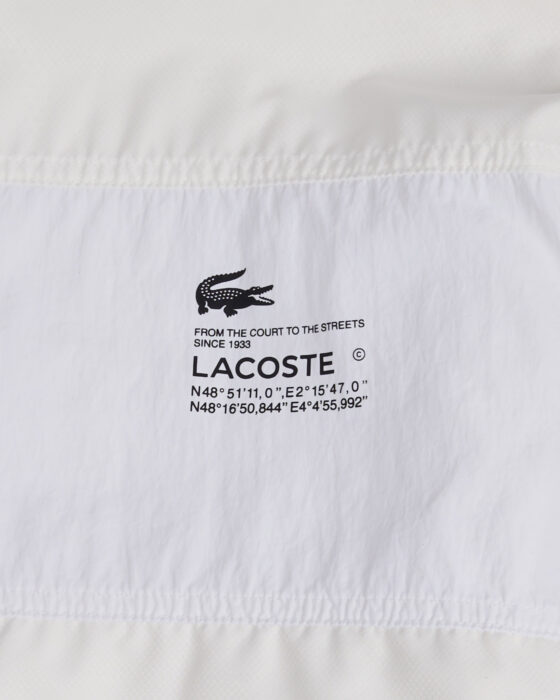 FROM THE COURT TO THE STREETS
SINCE 1933
LACOSTE ©
N48°51'11,0",E2°15'47,0"
N48°16'50,844"E4°4'55,992"